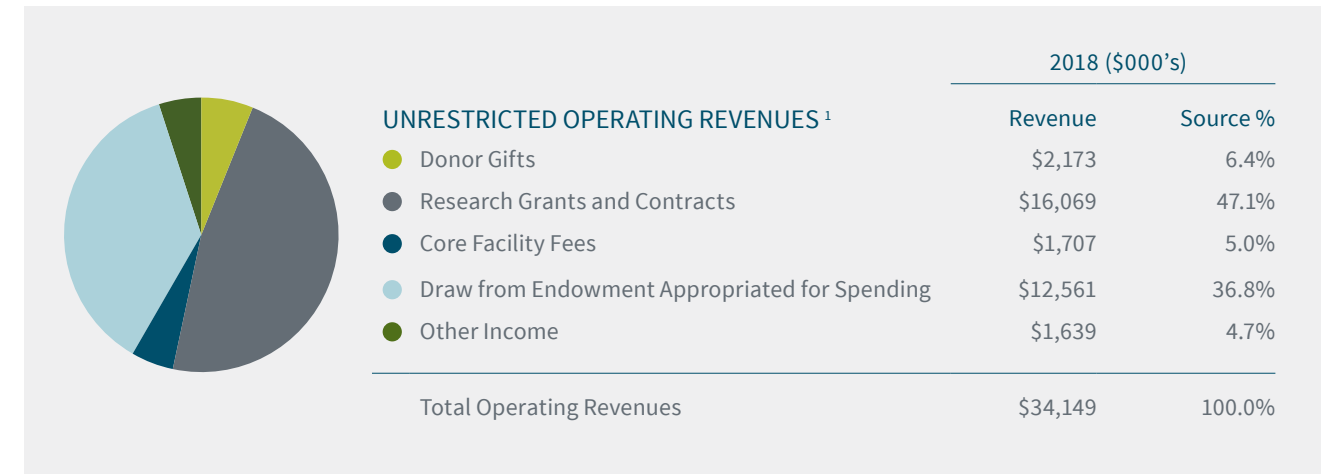 2018 ($000’s)
UNRESTRICTED OPERATING REVENUES 1 Revenue Source %
Donor Gifts $2,173 6.4%
Research Grants and Contracts $16,069 47.1%
Core Facility Fees $1,707 5.0%
Draw from Endowment Appropriated for Spending $12,561 36.8%
Other Income $1,639 4.7%
Total Operating Revenues $34,149 100.0%